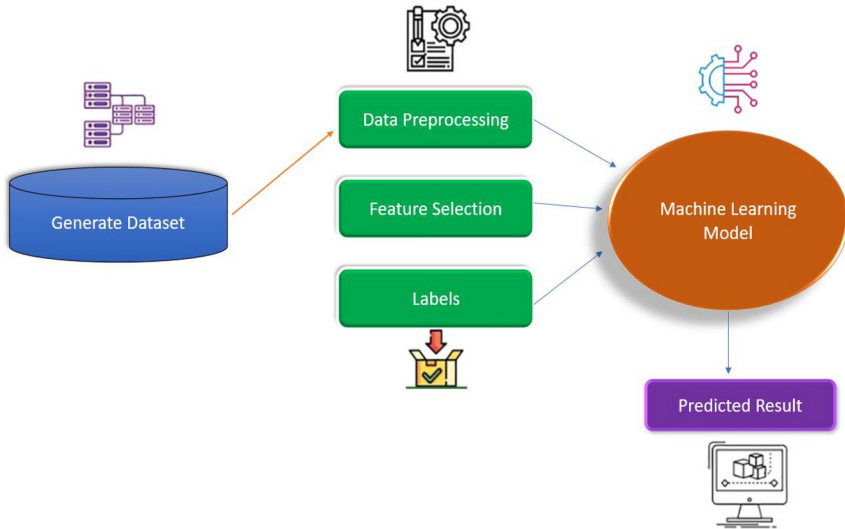 Generate Dataset
Data Preprocessing
Feature Selection
Labels
Machine Learning
Model
Predicted Result